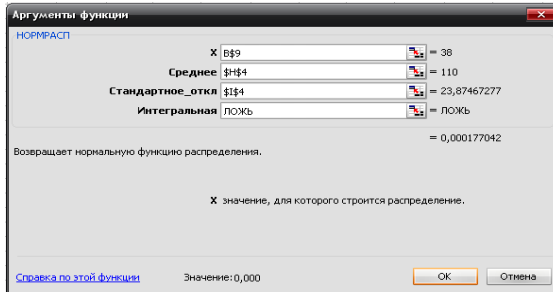 Аргументы функции
НОРМРАСП
X B$9 = 38
Среднее $H$4 = 110
Стандартное_откл $I$4 = 23,87467277
Интегральная ЛОЖЬ = ЛОЖЬ
= 0,000177042
Возвращает нормальную функцию распределения.
X значение, для которого строится распределение.
Справка по этой функции Значение:0,000 ОК Отмена